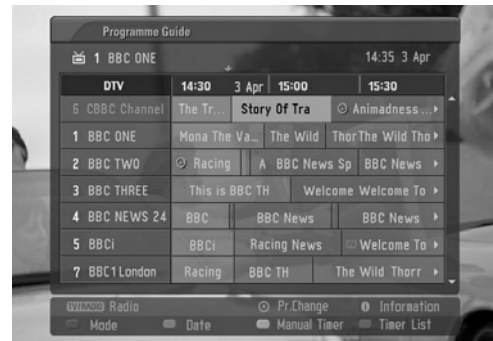 Programme Guide
1 BBC ONE 14:35 3 Apr
DTV 14:30 3 Apr 15:00 15:30
6 CBBC Channel The Tr... Story Of Tra Animadness ...
1 BBC ONE Mona The Va... The Wild ThorThe Wild Tho
2 BBC TWO Racing A BBC News Sp BBC News
3 BBC THREE This is BBC TH Welcome Welcome To
4 BBC NEWS 24 BBC BBC News BBC News
5 BBCi BBCi Racing News Welcome To
7 BBC1 London Racing BBC TH The Wild Thorr
TV/RADIO Radio Pr.Change Information
Mode Date Manual Timer Timer List